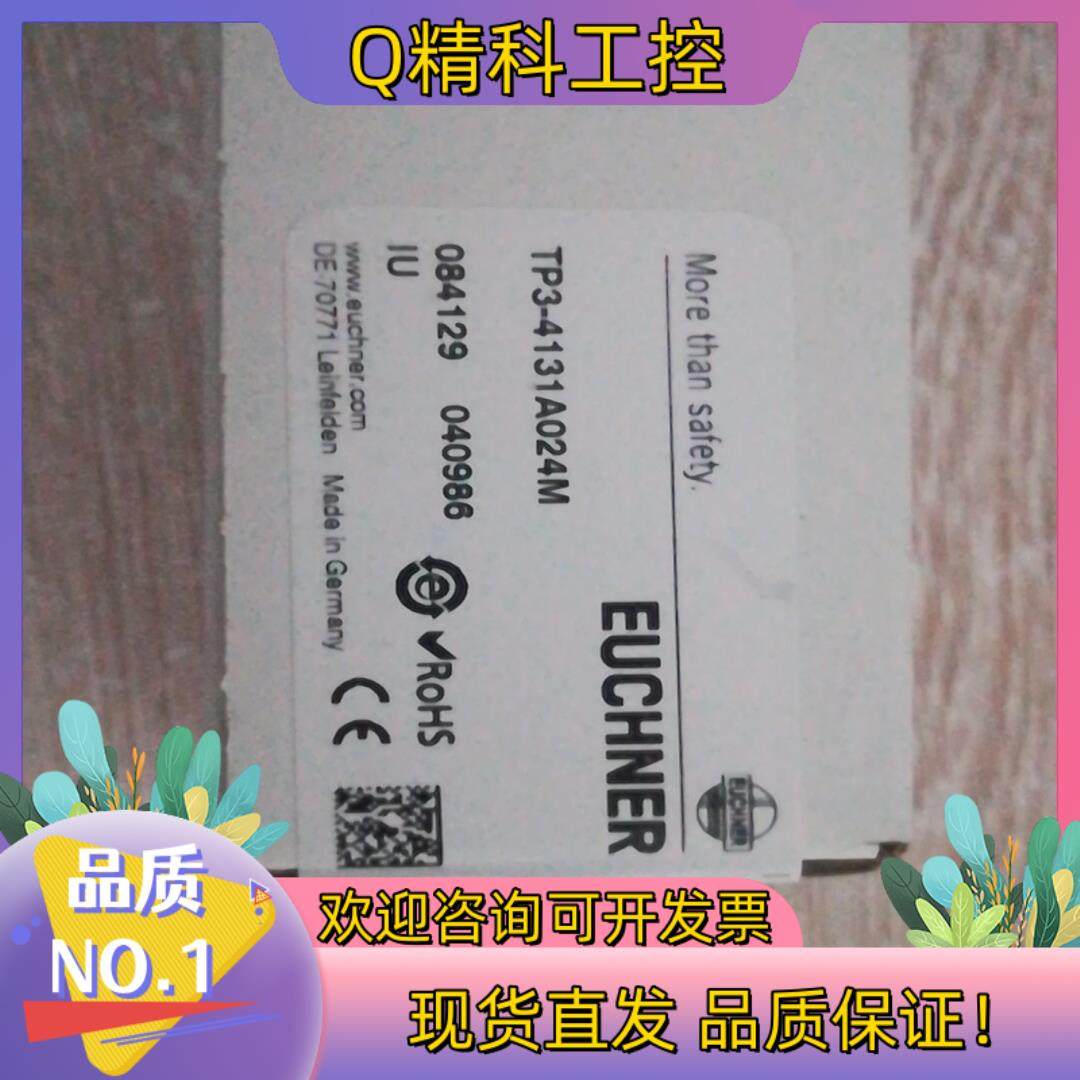 Q精科工控
More than safety.
EUCHNER
EUCHNER
TP3-4131A024M
084129 040986
IU
RoHS
www.euchner.com
DE-70771 Leinfelden Made in Germany
CE
品质
NO.1
欢迎咨询可开发票
现货直发 品质保证!